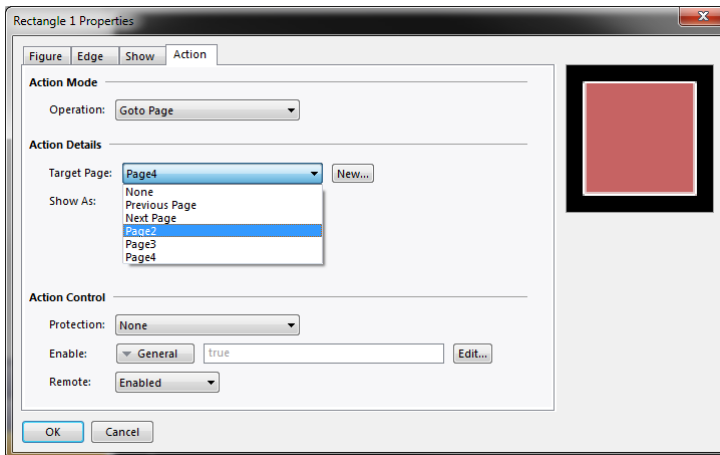 Rectangle 1 Properties
Figure Edge Show Action
Action Mode
Operation: Goto Page
Action Details
Target Page: Page4 New...
None
Show As:
Previous Page
Next Page
Page2
Page3
Page4
Action Control
Protection: None
Enable: General true Edit...
Remote: Enabled
OK Cancel